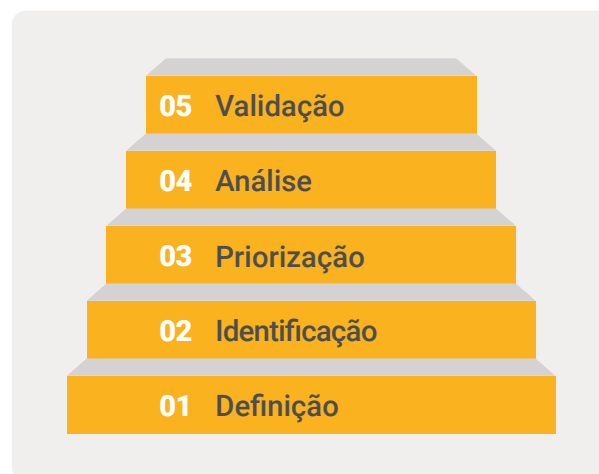 05 Validação
04 Análise
03 Priorização
02 Identificação
01 Definição